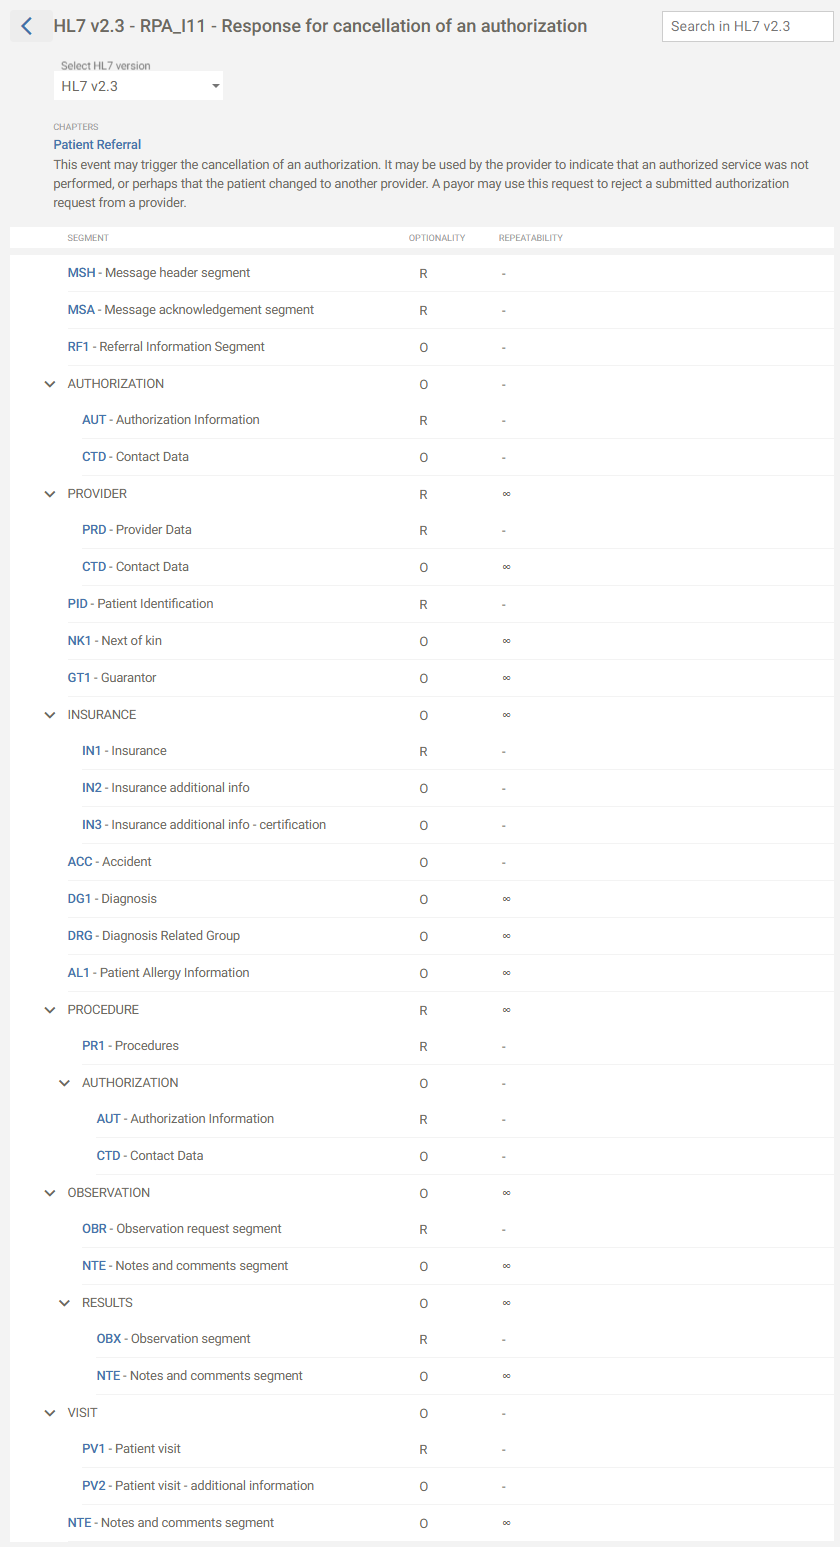 HL7 v2.3 - RPA_I11 - Response for cancellation of an authorization
Search in HL7 v2.3
Select HL7 version
HL7 v2.3
CHAPTERS
Patient Referral
This event may trigger the cancellation of an authorization. It may be used by the provider to indicate that an authorized service was not
performed, or perhaps that the patient changed to another provider. A payor may use this request to reject a submitted authorization
request from a provider.
SEGMENT OPTIONALITY REPEATABILITY
MSH - Message header segment R -
MSA - Message acknowledgement segment R -
RF1 - Referral Information Segment O -
AUTHORIZATION O -
AUT - Authorization Information R -
CTD - Contact Data O -
PROVIDER R ∞
PRD - Provider Data R -
CTD - Contact Data O ∞
PID - Patient Identification R -
NK1 - Next of kin O ∞
GT1 - Guarantor O ∞
INSURANCE O ∞
IN1 - Insurance R -
IN2 - Insurance additional info O -
IN3 - Insurance additional info - certification O -
ACC - Accident O -
DG1 - Diagnosis O ∞
DRG - Diagnosis Related Group O ∞
AL1 - Patient Allergy Information O ∞
PROCEDURE R ∞
PR1 - Procedures R -
AUTHORIZATION O -
AUT - Authorization Information R -
CTD - Contact Data O -
OBSERVATION O ∞
OBR - Observation request segment R -
NTE - Notes and comments segment O ∞
RESULTS O ∞
OBX - Observation segment R -
NTE - Notes and comments segment O ∞
VISIT O -
PV1 - Patient visit R -
PV2 - Patient visit - additional information O -
NTE - Notes and comments segment O ∞